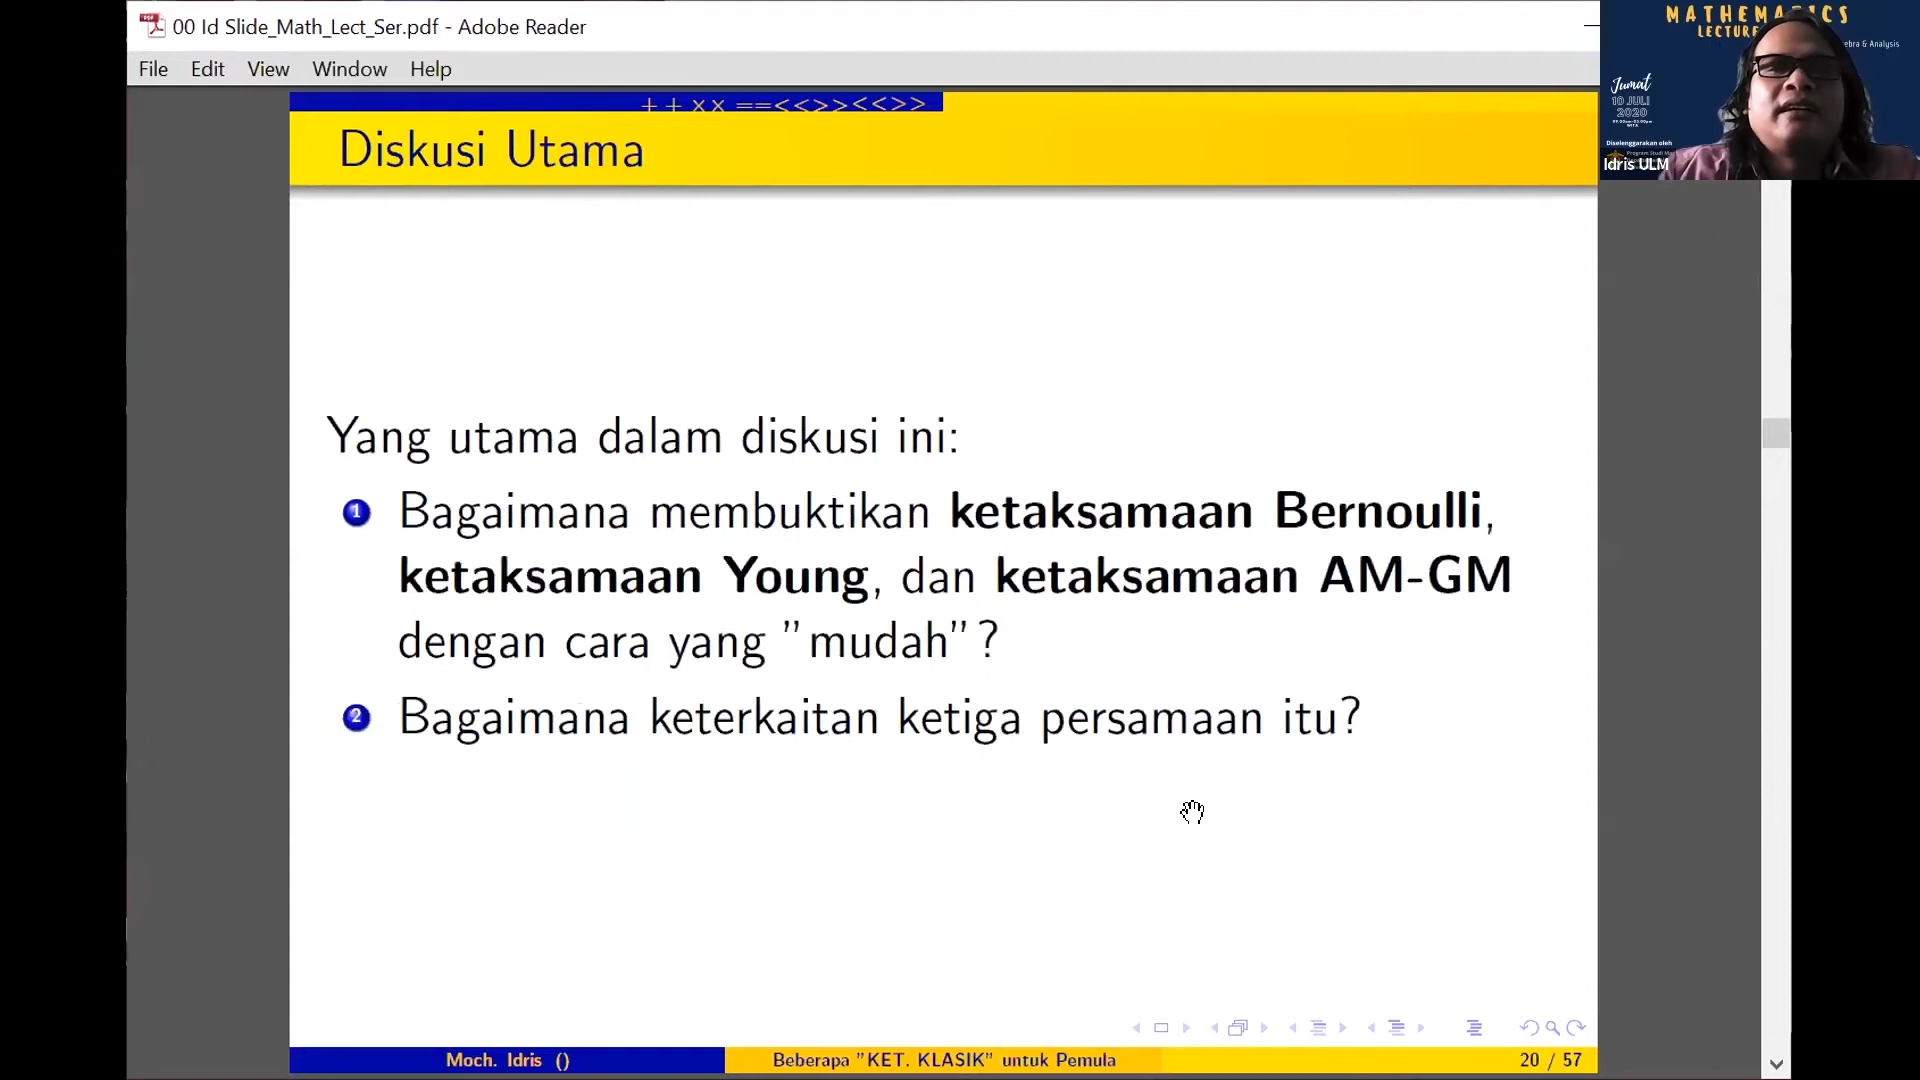 00 Id Slide_Math_Lect_Ser.pdf - Adobe Reader
File Edit View Window Help
+ + x x = = < < > > < < > >
Diskusi Utama
Yang utama dalam diskusi ini:
1 Bagaimana membuktikan ketaksamaan Bernoulli,
ketaksamaan Young, dan ketaksamaan AM-GM
dengan cara yang "mudah"?
2 Bagaimana keterkaitan ketiga persamaan itu?
Moch. Idris () Beberapa "KET. KLASIK" untuk Pemula 20 / 57
MATHEMATICS
LECTURE
ebra & Analysis
Jumat
10 JULI
2020
Diselenggarakan oleh
Idris ULM